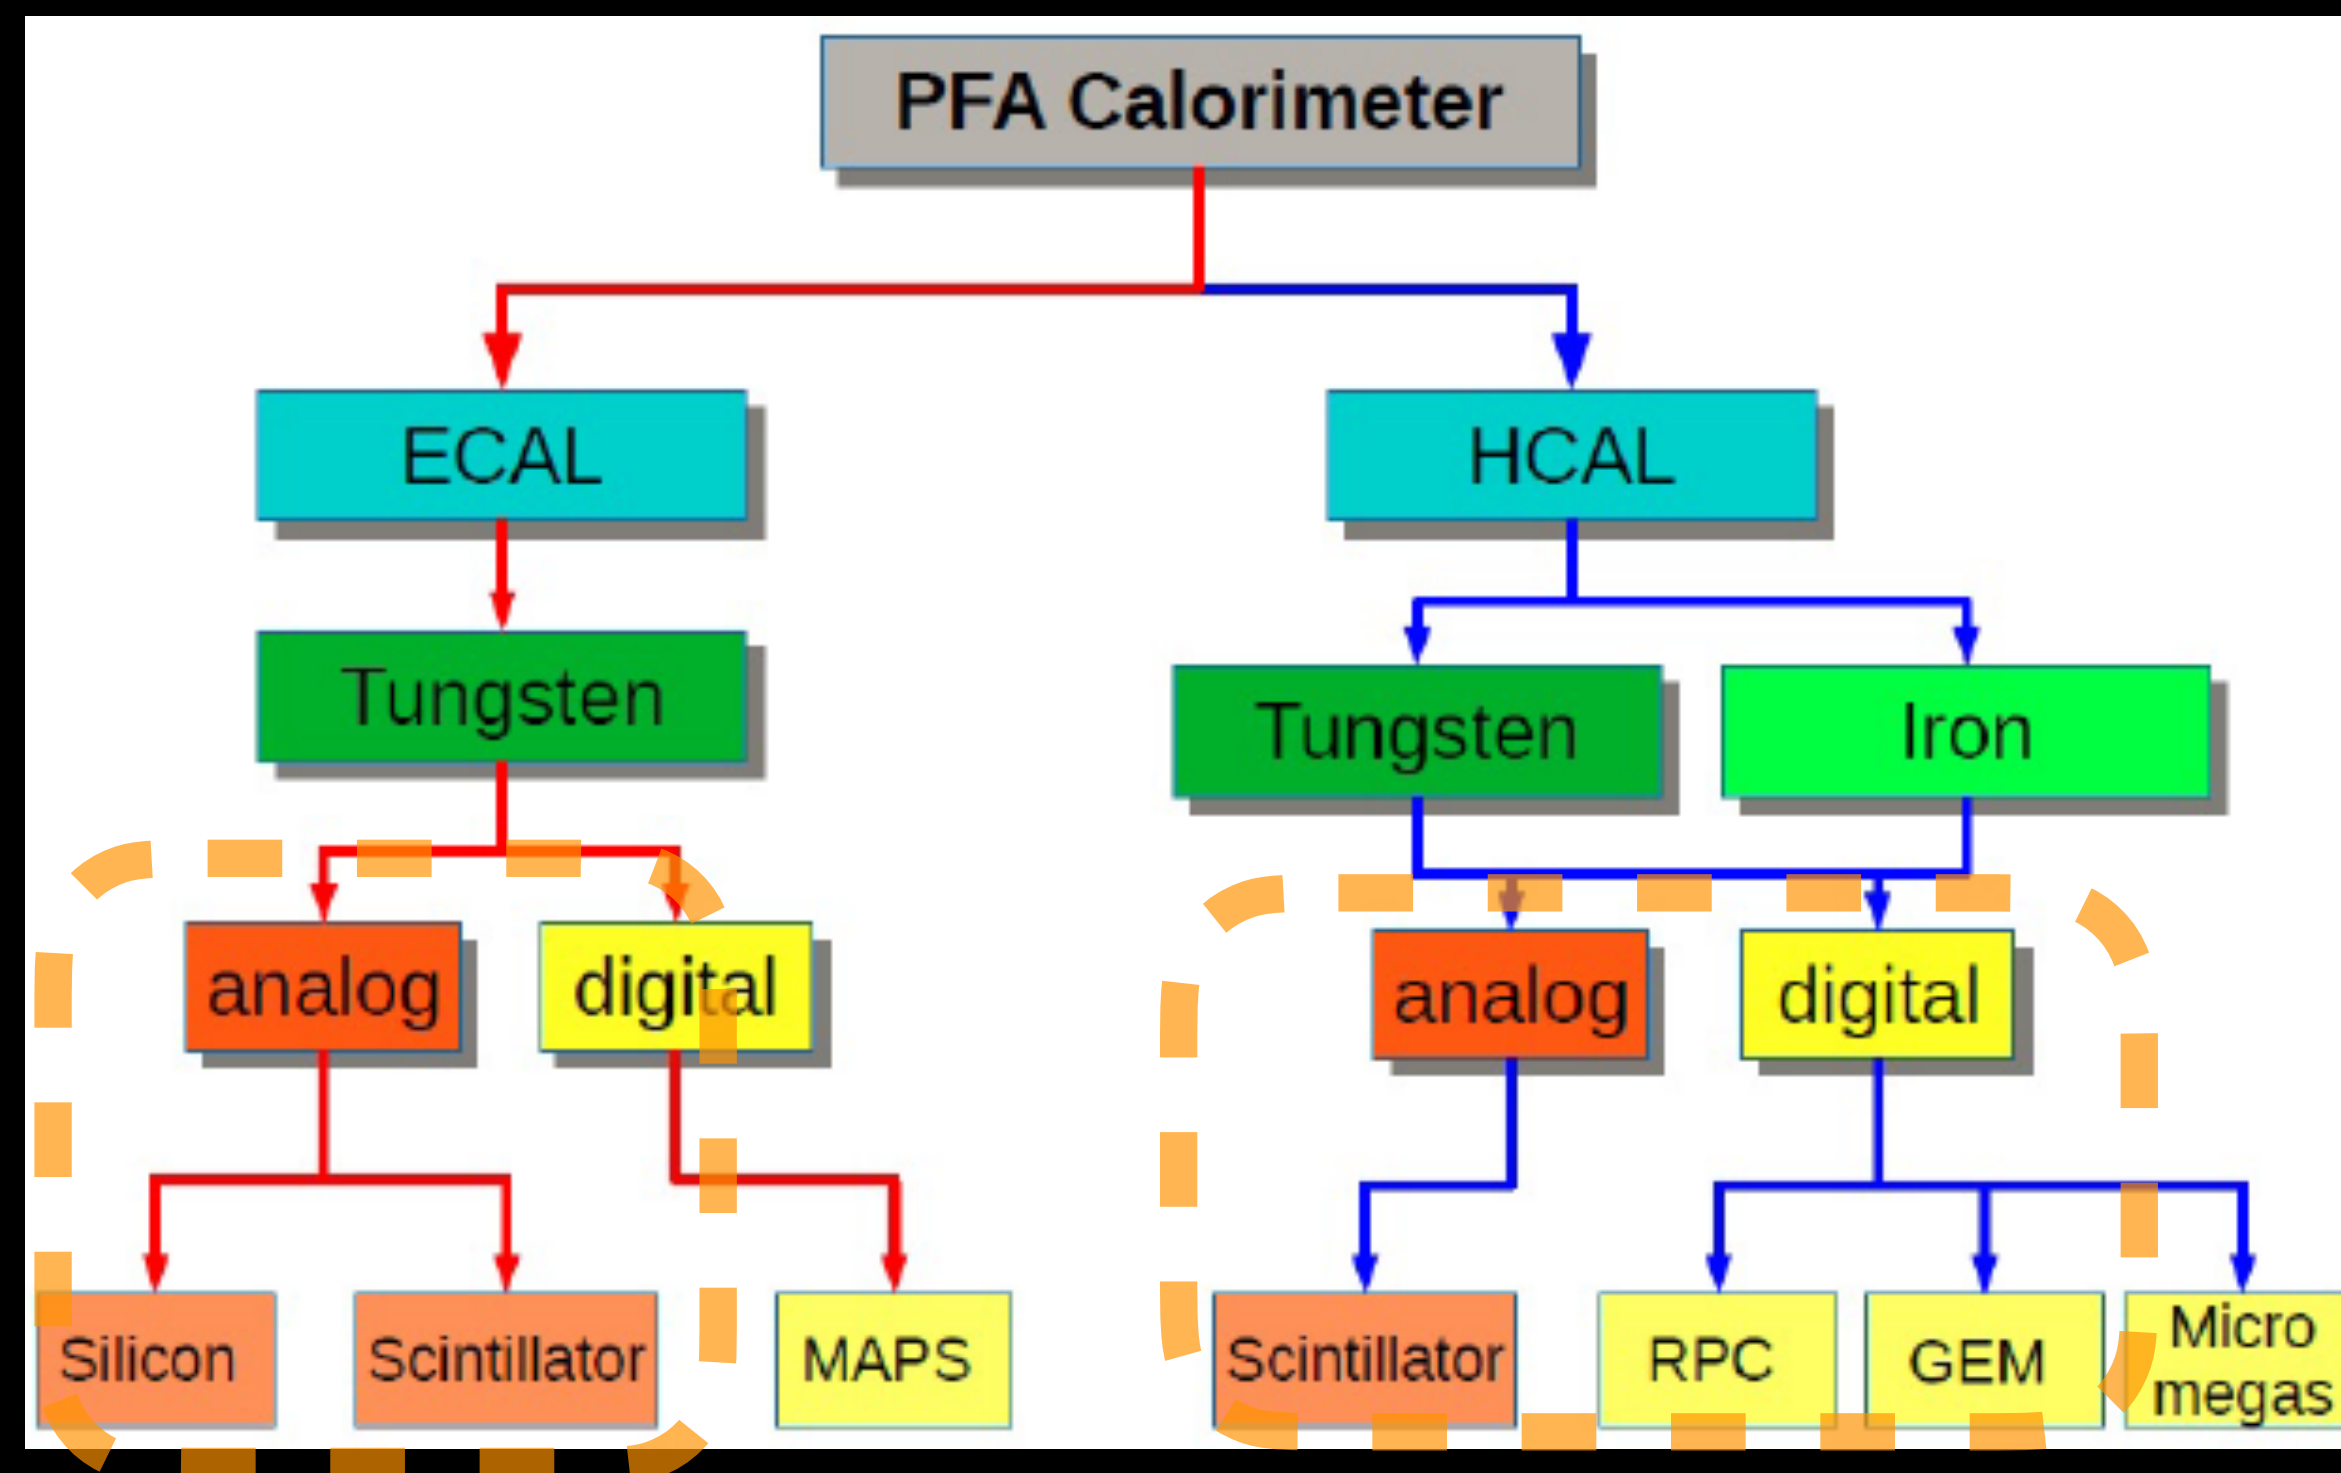 PFA Calorimeter
ECAL
HCAL
Tungsten
Tungsten
Iron
analog
digital
analog
digital
Silicon
Scintillator
MAPS
Scintillator
RPC
GEM
Micro
megas